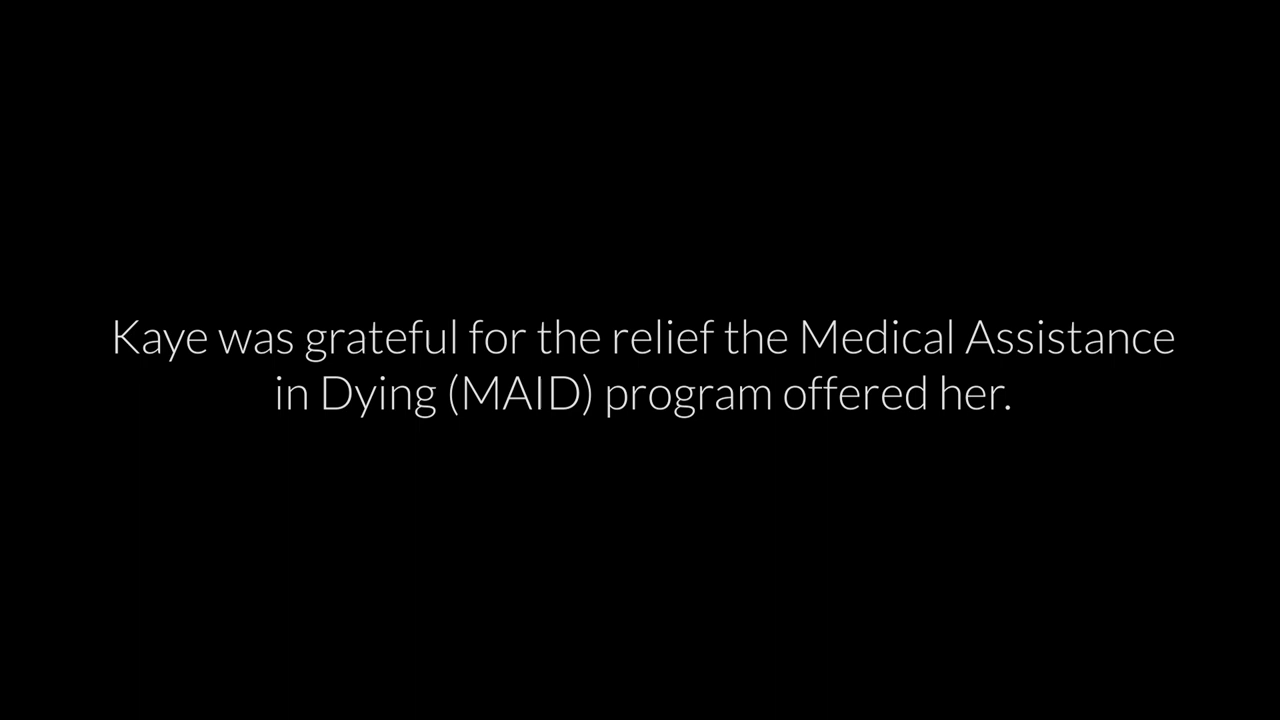 Kaye was grateful for the relief the Medical Assistance
in Dying (MAID) program offered her.